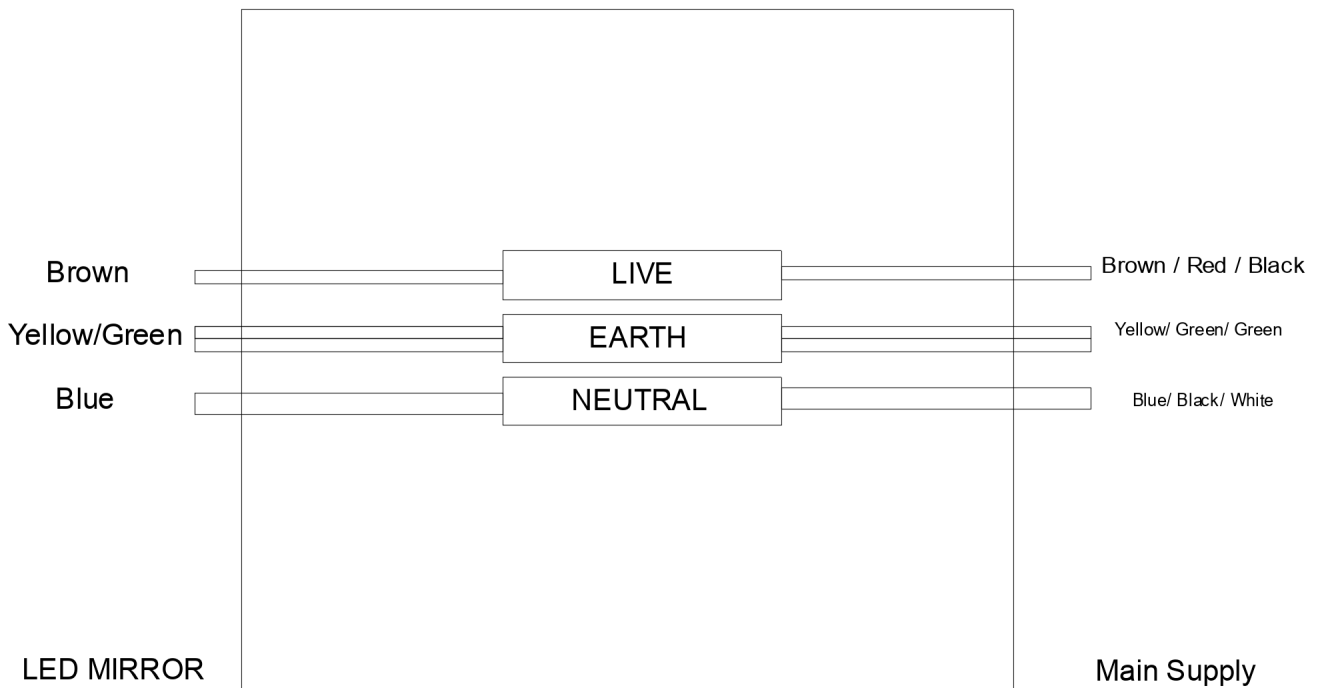 Brown LIVE Brown / Red / Black
Yellow/Green EARTH Yellow/ Green/ Green
Blue NEUTRAL Blue/ Black/ White
LED MIRROR Main Supply